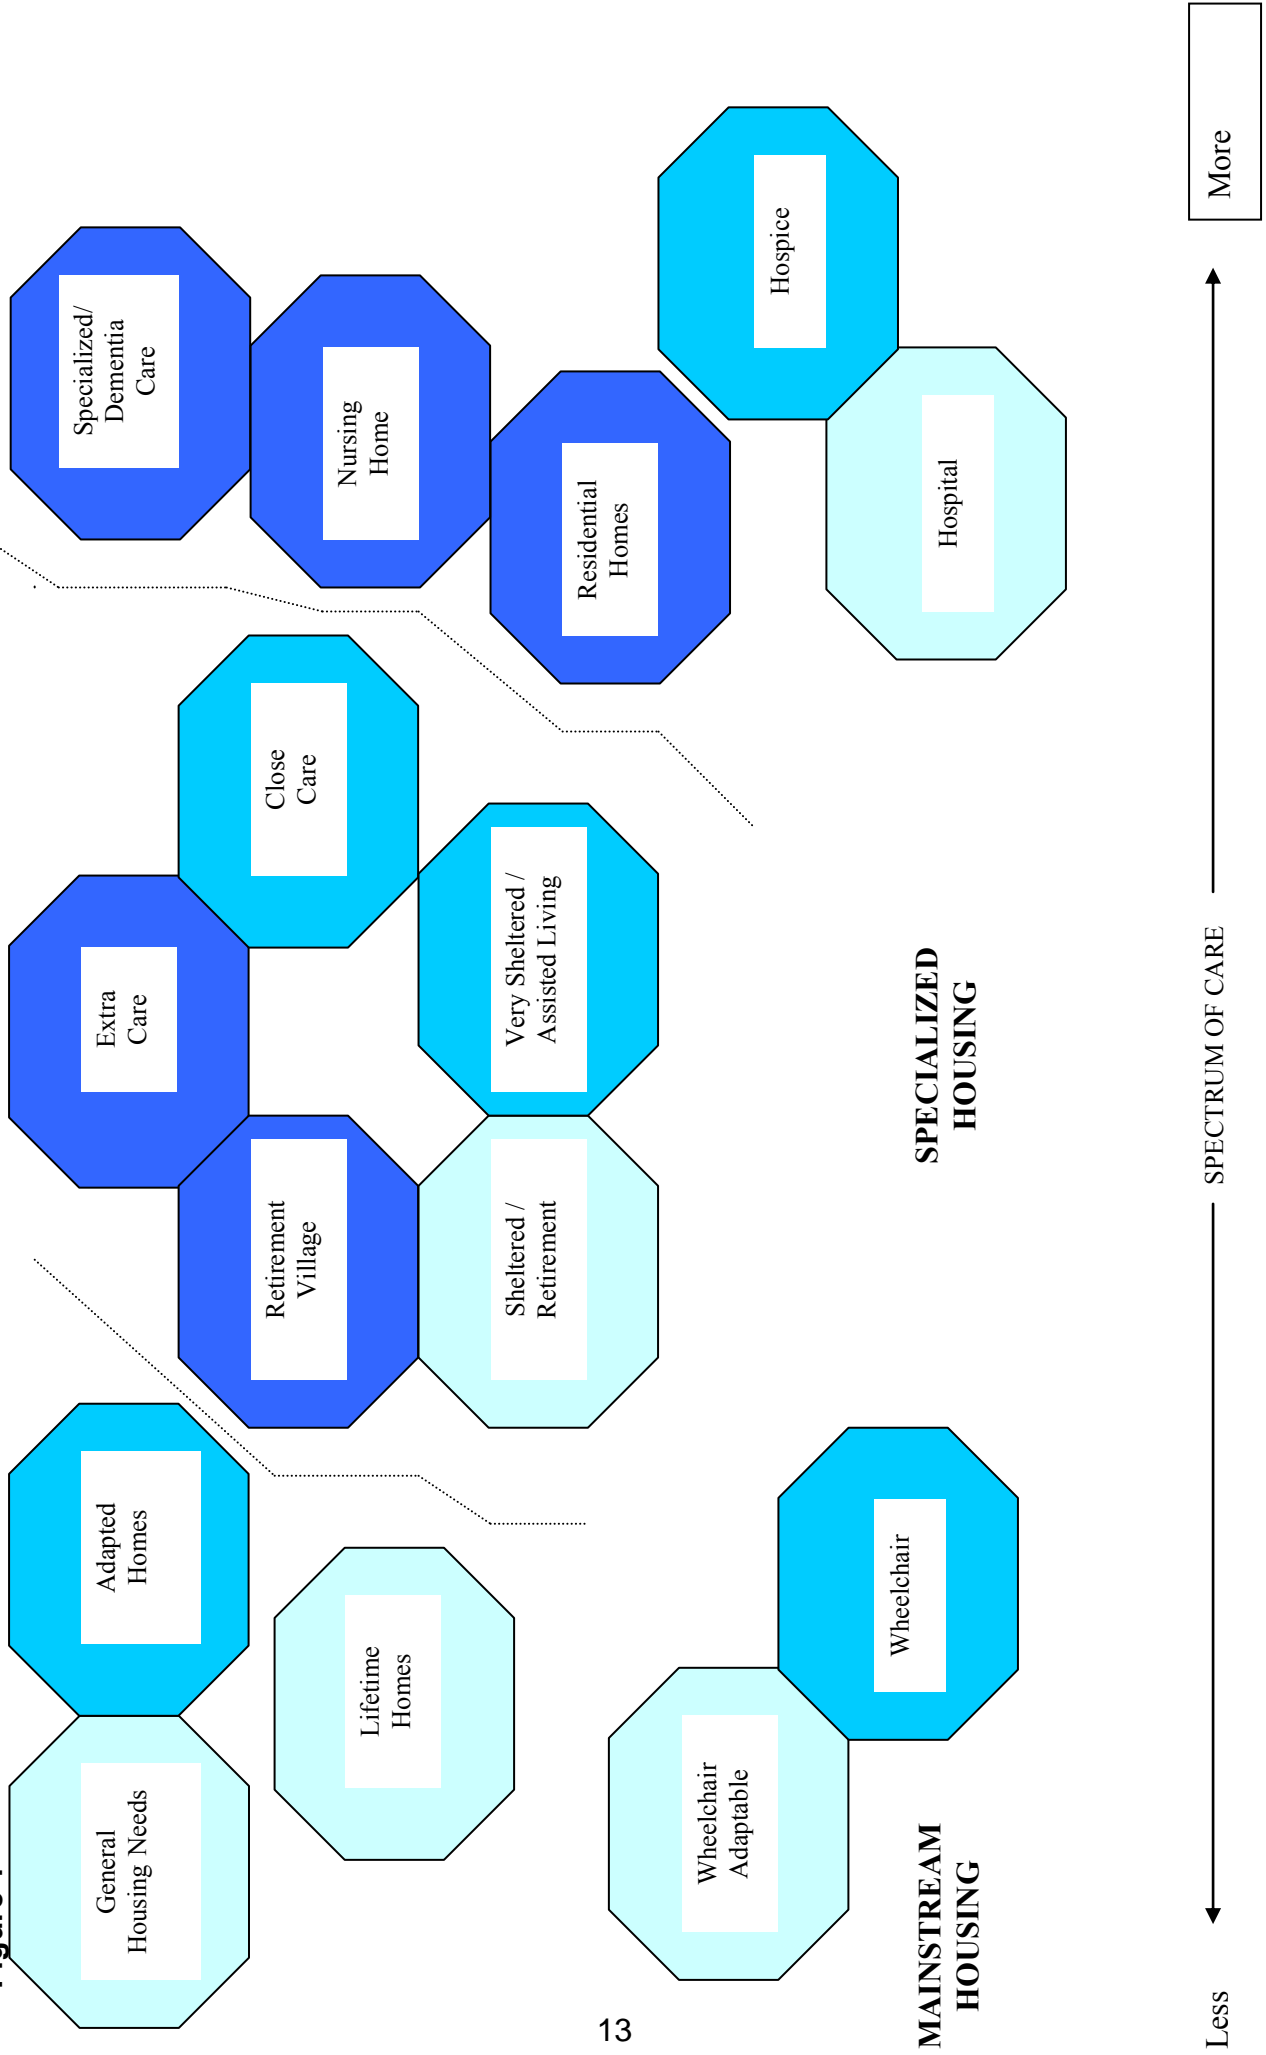 General
Housing Needs
Adapted
Homes
Extra
Care
Specialized/
Dementia
Care
Retirement
Village
Close
Care
Nursing
Home
Lifetime
Homes
Sheltered /
Retirement
Very Sheltered /
Assisted Living
Residential
Homes
Wheelchair
Adaptable
Hospice
Wheelchair
Hospital
MAINSTREAM
HOUSING
SPECIALIZED
HOUSING
Less
SPECTRUM OF CARE
More
13